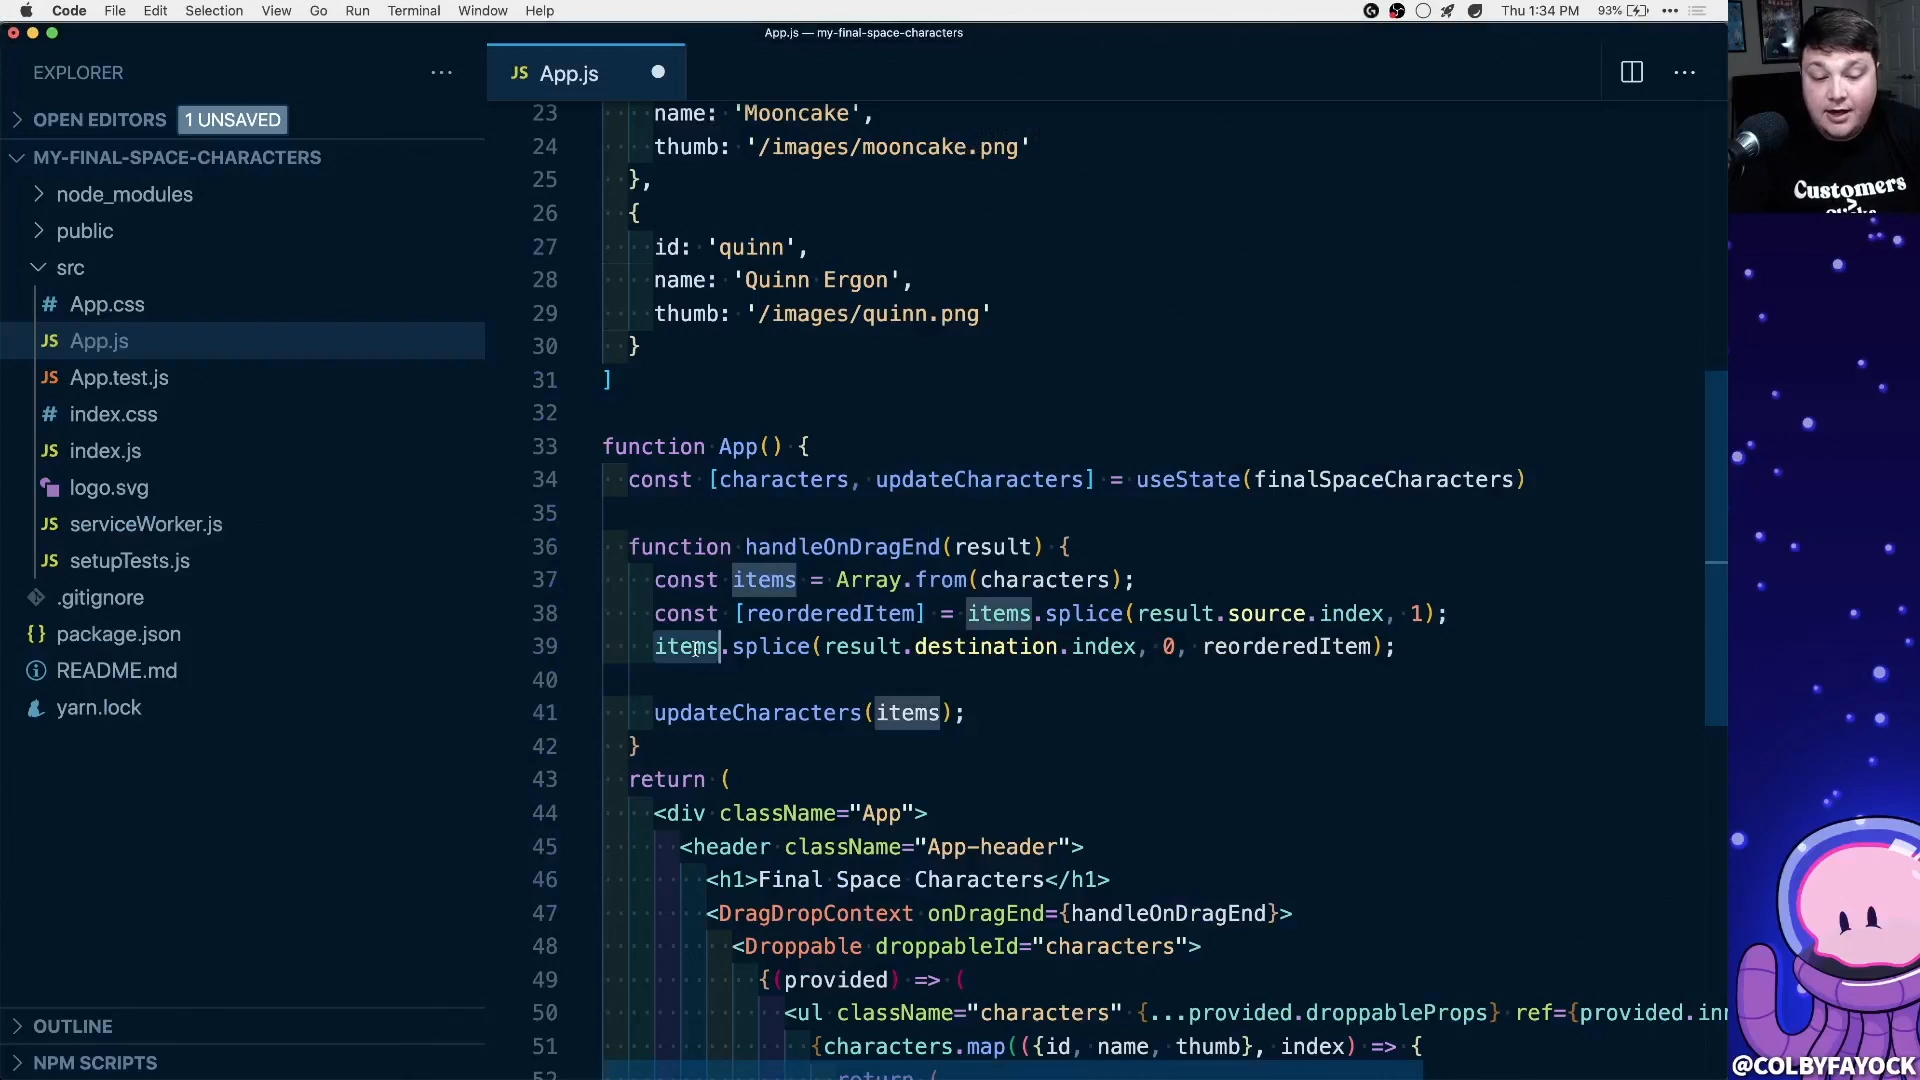 Code File Edit Selection View Go Run Terminal Window Help Thu 1:34 PM 93%
App.js — my-final-space-characters
EXPLORER
OPEN EDITORS 1 UNSAVED
MY-FINAL-SPACE-CHARACTERS
node_modules
public
src
# App.css
JS App.js
JS App.test.js
# index.css
JS index.js
logo.svg
JS serviceWorker.js
JS setupTests.js
.gitignore
{} package.json
README.md
yarn.lock
OUTLINE
NPM SCRIPTS
JS App.js
23 name: 'Mooncake',
24 thumb: '/images/mooncake.png'
25 },
26 {
27 id: 'quinn',
28 name: 'Quinn Ergon',
29 thumb: '/images/quinn.png'
30 }
31 ]
32
33 function App() {
34 const [characters, updateCharacters] = useState(finalSpaceCharacters)
35
36 function handleOnDragEnd(result) {
37 const items = Array.from(characters);
38 const [reorderedItem] = items.splice(result.source.index, 1);
39 items.splice(result.destination.index, 0, reorderedItem);
40
41 updateCharacters(items);
42 }
43 return (
44 <div className="App">
45 <header className="App-header">
46 <h1>Final Space Characters</h1>
47 <DragDropContext onDragEnd={handleOnDragEnd}>
48 <Droppable droppableId="characters">
49 {(provided) => (
50 <ul className="characters" {...provided.droppableProps} ref={provided.inn
51 {characters.map(({id, name, thumb}, index) => {
52 return (
Customers
>
@COLBYFAYOCK